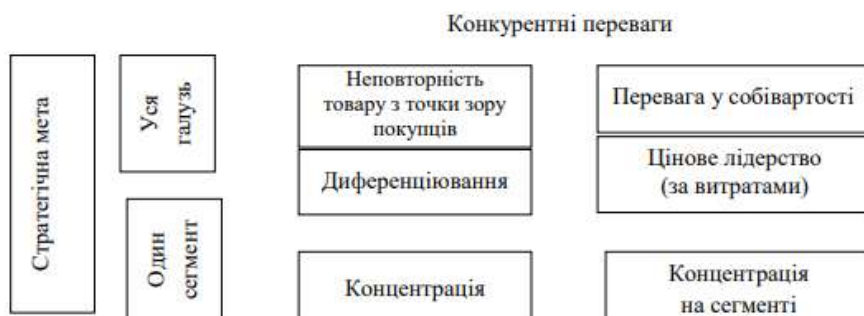 Конкурентні переваги
Стратегічна мета
Уся
галузь
Неповторність
товару з точки зору
покупців
Перевага у собівартості
Диференціювання
Цінове лідерство
(за витратами)
Один
сегмент
Концентрація
Концентрація
на сегменті